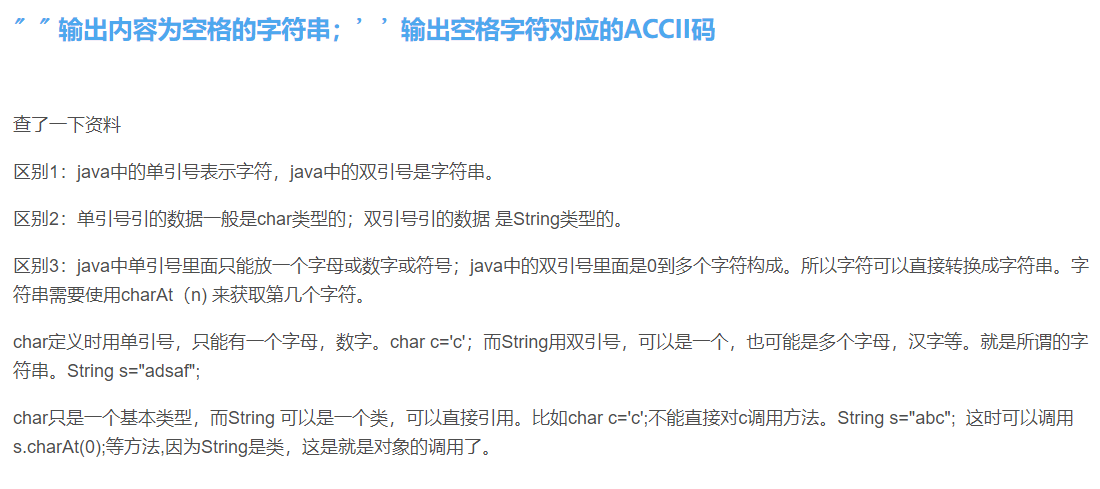 〃 〃 输出内容为空格的字符串；’ ’ 输出空格字符对应的ACCII码
查了一下资料
区别1：java中的单引号表示字符，java中的双引号是字符串。
区别2：单引号引的数据一般是char类型的；双引号引的数据 是String类型的。
区别3：java中单引号里面只能放一个字母或数字或符号；java中的双引号里面是0到多个字符构成。所以字符可以直接转换成字符串。字
符串需要使用charAt（n) 来获取第几个字符。
char定义时用单引号，只能有一个字母，数字。char c='c'；而String用双引号，可以是一个，也可能是多个字母，汉字等。就是所谓的字
符串。String s="adsaf";
char只是一个基本类型，而String 可以是一个类，可以直接引用。比如char c='c';不能直接对c调用方法。String s="abc"；这时可以调用
s.charAt(0);等方法,因为String是类，这是就是对象的调用了。